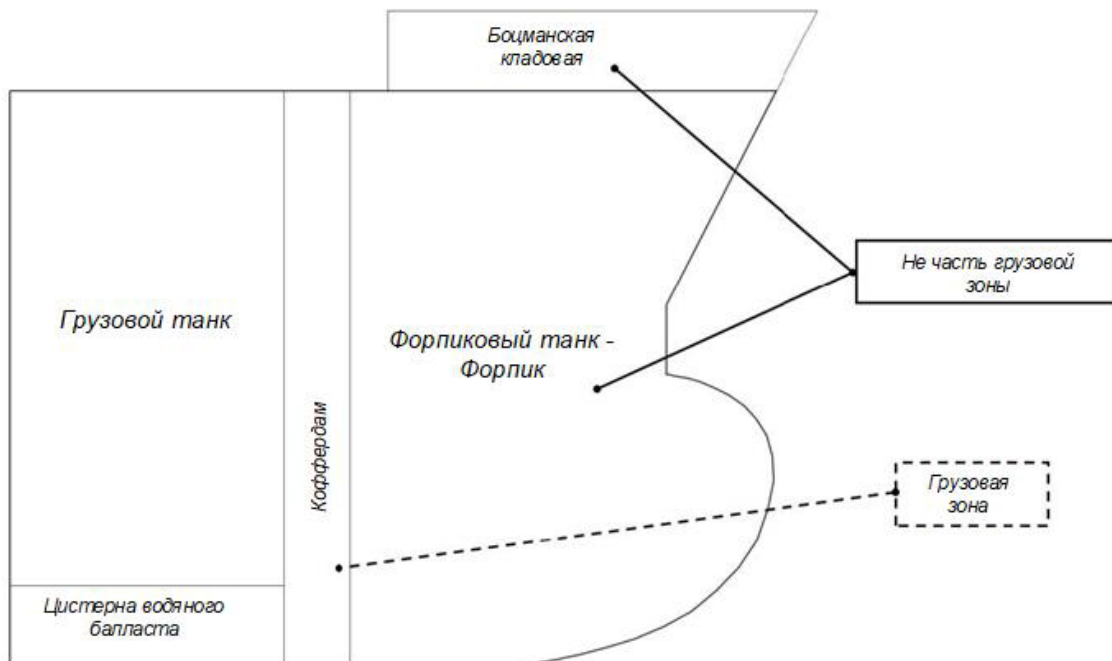 Боцманская
кладовая
Не часть грузовой
зоны
Грузовой танк
Форпиковый танк -
Форпик
Коффердам
Грузовая
зона
Цистерна водяного
балласта